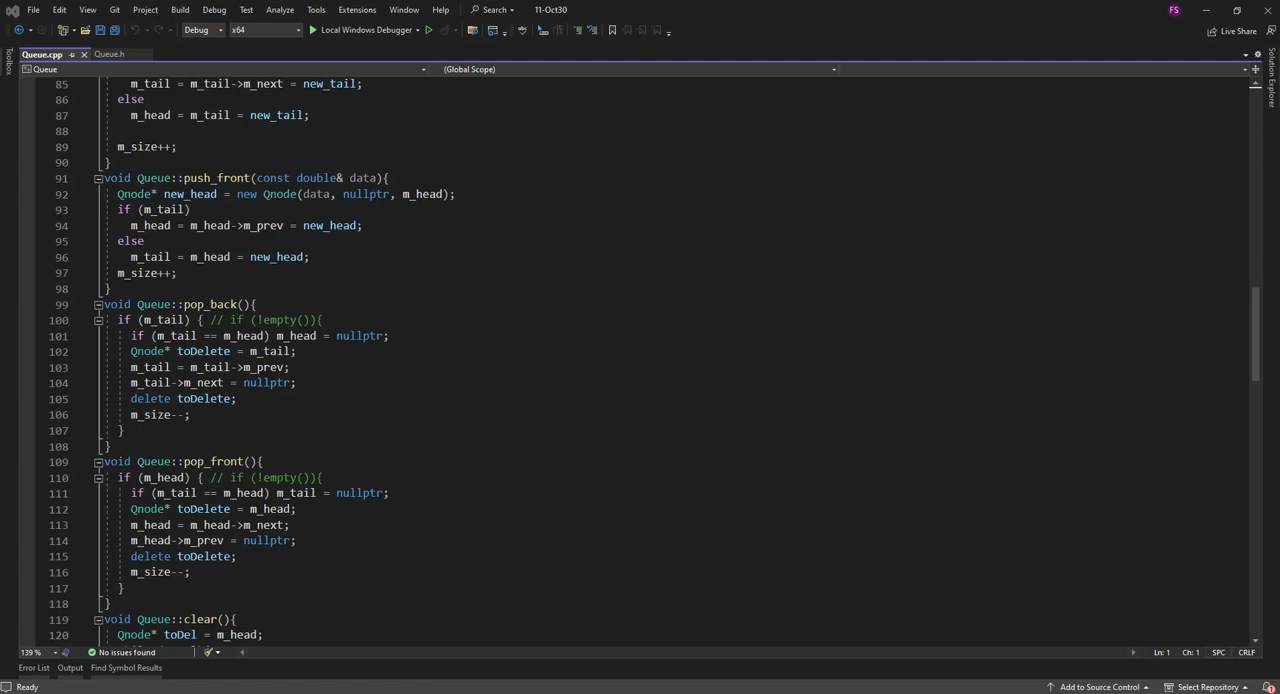 File Edit View Git Project Build Debug Test Analyze Tools Extensions Window Help Search 11-Oct30 FS
Debug x64 Local Windows Debugger Live Share
Queue.cpp Queue.h
Queue (Global Scope)
Toolbox
Solution Explorer
85 m_tail = m_tail->m_next = new_tail;
86 else
87 m_head = m_tail = new_tail;
88
89 m_size++;
90 }
91 void Queue::push_front(const double& data){
92 Qnode* new_head = new Qnode(data, nullptr, m_head);
93 if (m_tail)
94 m_head = m_head->m_prev = new_head;
95 else
96 m_tail = m_head = new_head;
97 m_size++;
98 }
99 void Queue::pop_back(){
100 if (m_tail) { // if (!empty()){
101 if (m_tail == m_head) m_head = nullptr;
102 Qnode* toDelete = m_tail;
103 m_tail = m_tail->m_prev;
104 m_tail->m_next = nullptr;
105 delete toDelete;
106 m_size--;
107 }
108 }
109 void Queue::pop_front(){
110 if (m_head) { // if (!empty()){
111 if (m_tail == m_head) m_tail = nullptr;
112 Qnode* toDelete = m_head;
113 m_head = m_head->m_next;
114 m_head->m_prev = nullptr;
115 delete toDelete;
116 m_size--;
117 }
118 }
119 void Queue::clear(){
120 Qnode* toDel = m_head;
139 % No issues found Ln: 1 Ch: 1 SPC CRLF
Error List Output Find Symbol Results
Ready Add to Source Control Select Repository